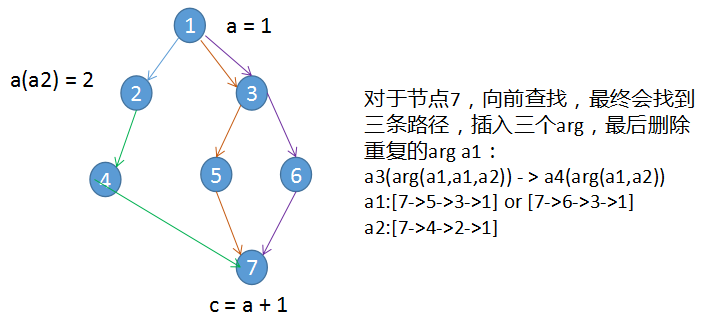 1
a = 1
a(a2) = 2
2
3
4
5
6
7
c = a + 1
对于节点7，向前查找，最终会找到
三条路径，插入三个arg，最后删除
重复的arg a1：
a3(arg(a1,a1,a2)) - > a4(arg(a1,a2))
a1:[7->5->3->1] or [7->6->3->1]
a2:[7->4->2->1]